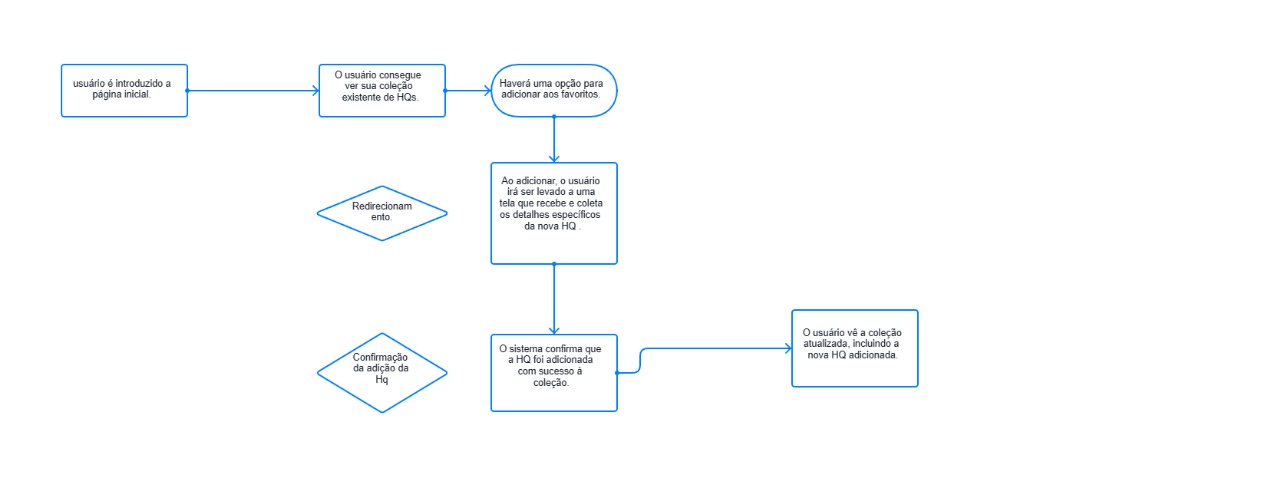 usuário é introduzido a
página inicial.
O usuário consegue
ver sua coleção
existente de HQs.
Haverá uma opção para
adicionar aos favoritos.
Ao adicionar, o usuário
irá ser levado a uma
tela que recebe e coleta
os detalhes específicos
da nova HQ .
Redirecionam
ento.
Confirmação
da adição da
Hq
O sistema confirma que
a HQ foi adicionada
com sucesso á
coleção.
O usuário vê a coleção
atualizada, incluindo a
nova HQ adicionada.